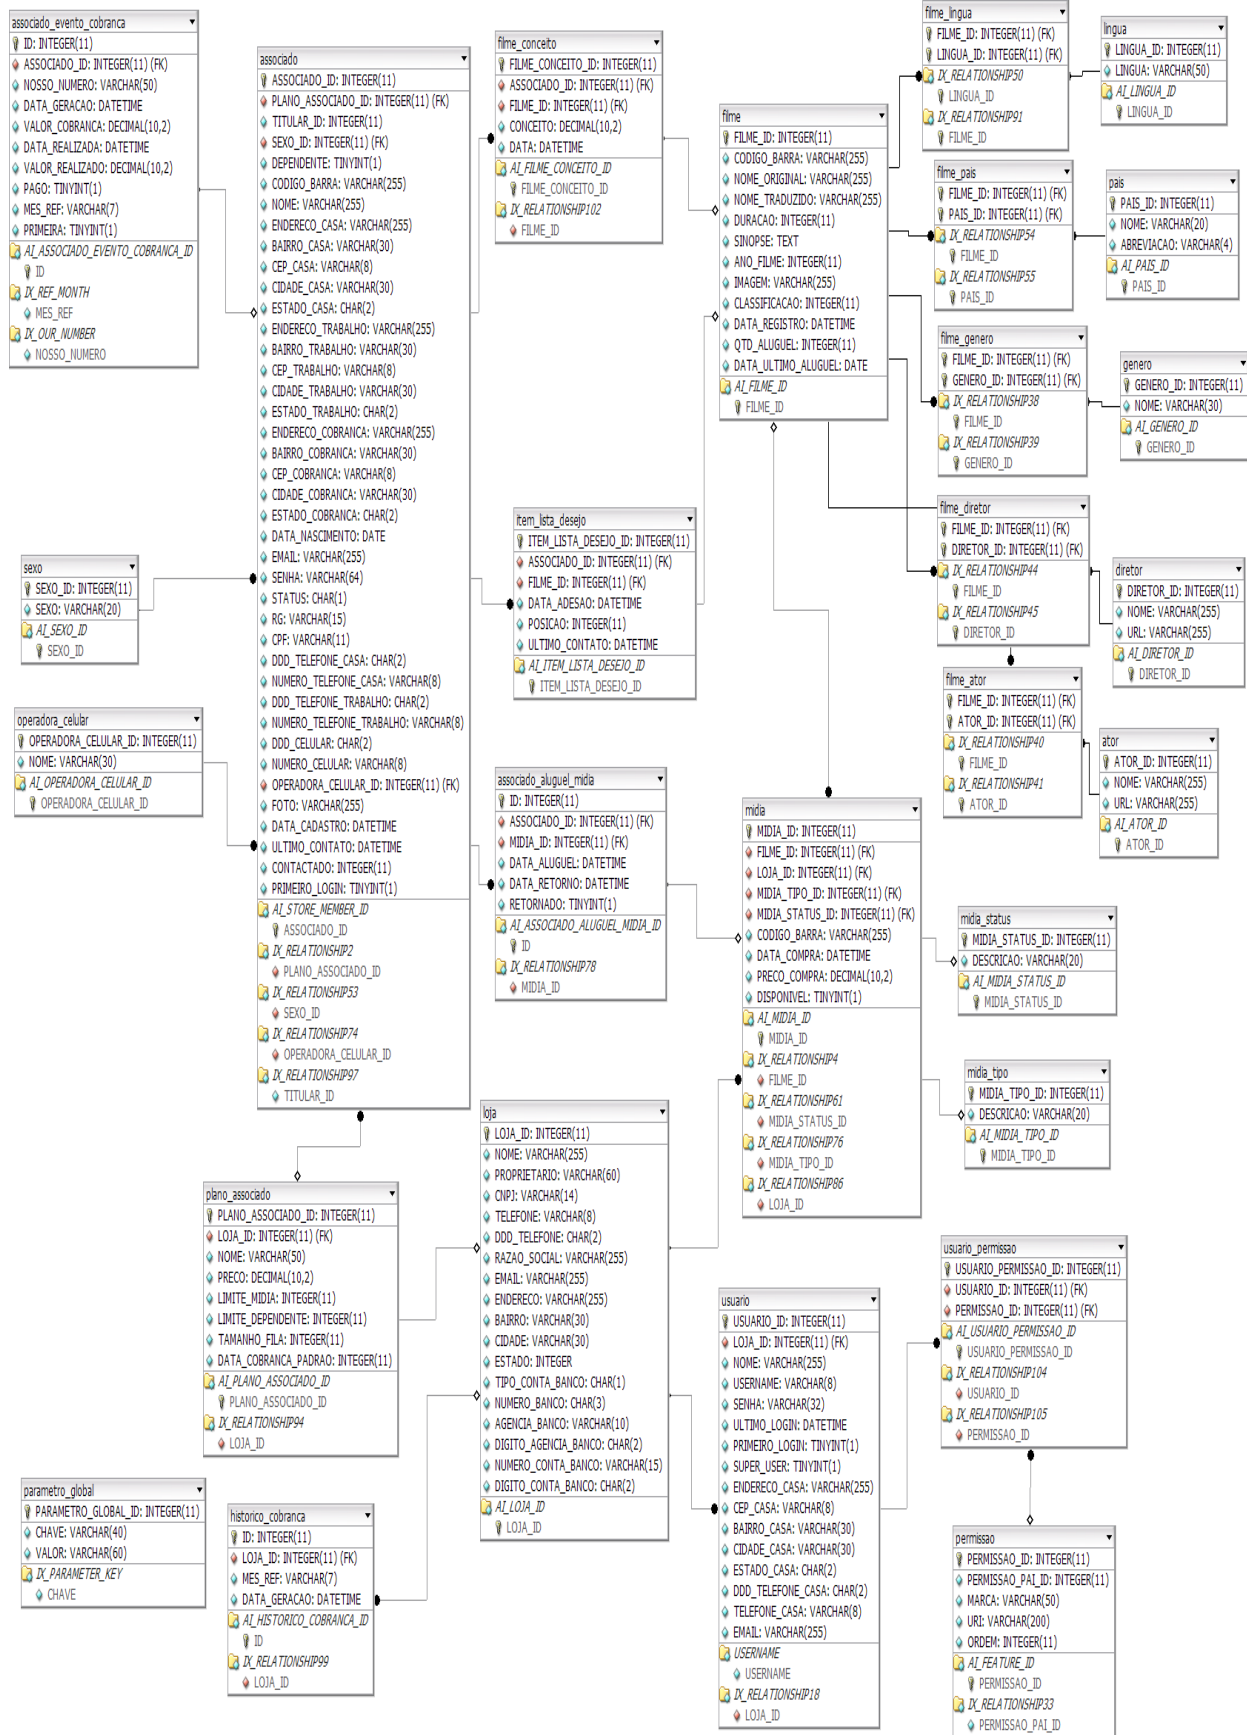 associado_evento_cobranca
ID: INTEGER(11)
ASSOCIADO_ID: INTEGER(11) (FK)
NOSSO_NUMERO: VARCHAR(50)
DATA_GERACAO: DATETIME
VALOR_COBRANCA: DECIMAL(10,2)
DATA_REALIZADA: DATETIME
VALOR_REALIZADO: DECIMAL(10,2)
PAGO: TINYINT(1)
MES_REF: VARCHAR(7)
PRIMEIRA: TINYINT(1)
AI_ASSOCIADO_EVENTO_COBRANCA_ID
ID
IX_REF_MONTH
MES_REF
IX_OUR_NUMBER
NOSSO_NUMERO
sexo
SEXO_ID: INTEGER(11)
SEXO: VARCHAR(20)
AI_SEXO_ID
SEXO_ID
operadora_celular
OPERADORA_CELULAR_ID: INTEGER(11)
NOME: VARCHAR(30)
AI_OPERADORA_CELULAR_ID
OPERADORA_CELULAR_ID
associado
ASSOCIADO_ID: INTEGER(11)
PLANO_ASSOCIADO_ID: INTEGER(11) (FK)
TITULAR_ID: INTEGER(11)
SEXO_ID: INTEGER(11) (FK)
DEPENDENTE: TINYINT(1)
CODIGO_BARRA: VARCHAR(255)
NOME: VARCHAR(255)
ENDERECO_CASA: VARCHAR(255)
BAIRRO_CASA: VARCHAR(30)
CEP_CASA: VARCHAR(8)
CIDADE_CASA: VARCHAR(30)
ESTADO_CASA: CHAR(2)
ENDERECO_TRABALHO: VARCHAR(255)
BAIRRO_TRABALHO: VARCHAR(30)
CEP_TRABALHO: VARCHAR(8)
CIDADE_TRABALHO: VARCHAR(30)
ESTADO_TRABALHO: CHAR(2)
ENDERECO_COBRANCA: VARCHAR(255)
BAIRRO_COBRANCA: VARCHAR(30)
CEP_COBRANCA: VARCHAR(8)
CIDADE_COBRANCA: VARCHAR(30)
ESTADO_COBRANCA: CHAR(2)
DATA_NASCIMENTO: DATE
EMAIL: VARCHAR(255)
SENHA: VARCHAR(64)
STATUS: CHAR(1)
RG: VARCHAR(15)
CPF: VARCHAR(11)
DDD_TELEFONE_CASA: CHAR(2)
NUMERO_TELEFONE_CASA: VARCHAR(8)
DDD_TELEFONE_TRABALHO: CHAR(2)
NUMERO_TELEFONE_TRABALHO: VARCHAR(8)
DDD_CELULAR: CHAR(2)
NUMERO_CELULAR: VARCHAR(8)
OPERADORA_CELULAR_ID: INTEGER(11) (FK)
FOTO: VARCHAR(255)
DATA_CADASTRO: DATETIME
ULTIMO_CONTATO: DATETIME
CONTACTADO: INTEGER(11)
PRIMEIRO_LOGIN: TINYINT(1)
AI_STORE_MEMBER_ID
ASSOCIADO_ID
IX_RELATIONSHIP2
PLANO_ASSOCIADO_ID
IX_RELATIONSHIP53
SEXO_ID
IX_RELATIONSHIP74
OPERADORA_CELULAR_ID
IX_RELATIONSHIP97
TITULAR_ID
filme_conceito
FILME_CONCEITO_ID: INTEGER(11)
ASSOCIADO_ID: INTEGER(11) (FK)
FILME_ID: INTEGER(11) (FK)
CONCEITO: DECIMAL(10,2)
DATA: DATETIME
AI_FILME_CONCEITO_ID
FILME_CONCEITO_ID
IX_RELATIONSHIP102
FILME_ID
item_lista_desejo
ITEM_LISTA_DESEJO_ID: INTEGER(11)
ASSOCIADO_ID: INTEGER(11) (FK)
FILME_ID: INTEGER(11) (FK)
DATA_ADESAO: DATETIME
POSICAO: INTEGER(11)
ULTIMO_CONTATO: DATETIME
AI_ITEM_LISTA_DESEJO_ID
ITEM_LISTA_DESEJO_ID
associado_aluguel_midia
ID: INTEGER(11)
ASSOCIADO_ID: INTEGER(11) (FK)
MIDIA_ID: INTEGER(11) (FK)
DATA_ALUGUEL: DATETIME
DATA_RETORNO: DATETIME
RETORNADO: TINYINT(1)
AI_ASSOCIADO_ALUGUEL_MIDIA_ID
ID
IX_RELATIONSHIP78
MIDIA_ID
filme
FILME_ID: INTEGER(11)
CODIGO_BARRA: VARCHAR(255)
NOME_ORIGINAL: VARCHAR(255)
NOME_TRADUZIDO: VARCHAR(255)
DURACAO: INTEGER(11)
SINOPSE: TEXT
ANO_FILME: INTEGER(11)
IMAGEM: VARCHAR(255)
CLASSIFICACAO: INTEGER(11)
DATA_REGISTRO: DATETIME
QTD_ALUGUEL: INTEGER(11)
DATA_ULTIMO_ALUGUEL: DATE
AI_FILME_ID
FILME_ID
filme_lingua
FILME_ID: INTEGER(11) (FK)
LINGUA_ID: INTEGER(11) (FK)
IX_RELATIONSHIP50
LINGUA_ID
IX_RELATIONSHIP91
FILME_ID
lingua
LINGUA_ID: INTEGER(11)
LINGUA: VARCHAR(50)
AI_LINGUA_ID
LINGUA_ID
filme_pais
FILME_ID: INTEGER(11) (FK)
PAIS_ID: INTEGER(11) (FK)
IX_RELATIONSHIP54
FILME_ID
IX_RELATIONSHIP55
PAIS_ID
pais
PAIS_ID: INTEGER(11)
NOME: VARCHAR(20)
ABREVIACAO: VARCHAR(4)
AI_PAIS_ID
PAIS_ID
filme_genero
FILME_ID: INTEGER(11) (FK)
GENERO_ID: INTEGER(11) (FK)
IX_RELATIONSHIP38
FILME_ID
IX_RELATIONSHIP39
GENERO_ID
genero
GENERO_ID: INTEGER(11)
NOME: VARCHAR(30)
AI_GENERO_ID
GENERO_ID
filme_diretor
FILME_ID: INTEGER(11) (FK)
DIRETOR_ID: INTEGER(11) (FK)
IX_RELATIONSHIP44
FILME_ID
IX_RELATIONSHIP45
DIRETOR_ID
diretor
DIRETOR_ID: INTEGER(11)
NOME: VARCHAR(255)
URL: VARCHAR(255)
AI_DIRETOR_ID
DIRETOR_ID
filme_ator
FILME_ID: INTEGER(11) (FK)
ATOR_ID: INTEGER(11) (FK)
IX_RELATIONSHIP40
FILME_ID
IX_RELATIONSHIP41
ATOR_ID
ator
ATOR_ID: INTEGER(11)
NOME: VARCHAR(255)
URL: VARCHAR(255)
AI_ATOR_ID
ATOR_ID
midia
MIDIA_ID: INTEGER(11)
FILME_ID: INTEGER(11) (FK)
LOJA_ID: INTEGER(11) (FK)
MIDIA_TIPO_ID: INTEGER(11) (FK)
MIDIA_STATUS_ID: INTEGER(11) (FK)
CODIGO_BARRA: VARCHAR(255)
DATA_COMPRA: DATETIME
PRECO_COMPRA: DECIMAL(10,2)
DISPONIVEL: TINYINT(1)
AI_MIDIA_ID
MIDIA_ID
IX_RELATIONSHIP4
FILME_ID
IX_RELATIONSHIP61
MIDIA_STATUS_ID
IX_RELATIONSHIP76
MIDIA_TIPO_ID
IX_RELATIONSHIP86
LOJA_ID
midia_status
MIDIA_STATUS_ID: INTEGER(11)
DESCRICAO: VARCHAR(20)
AI_MIDIA_STATUS_ID
MIDIA_STATUS_ID
midia_tipo
MIDIA_TIPO_ID: INTEGER(11)
DESCRICAO: VARCHAR(20)
AI_MIDIA_TIPO_ID
MIDIA_TIPO_ID
plano_associado
PLANO_ASSOCIADO_ID: INTEGER(11)
LOJA_ID: INTEGER(11) (FK)
NOME: VARCHAR(50)
PRECO: DECIMAL(10,2)
LIMITE_MIDIA: INTEGER(11)
LIMITE_DEPENDENTE: INTEGER(11)
TAMANHO_FILA: INTEGER(11)
DATA_COBRANCA_PADRAO: INTEGER(11)
AI_PLANO_ASSOCIADO_ID
PLANO_ASSOCIADO_ID
IX_RELATIONSHIP94
LOJA_ID
loja
LOJA_ID: INTEGER(11)
NOME: VARCHAR(255)
PROPRIETARIO: VARCHAR(60)
CNPJ: VARCHAR(14)
TELEFONE: VARCHAR(8)
DDD_TELEFONE: CHAR(2)
RAZAO_SOCIAL: VARCHAR(255)
EMAIL: VARCHAR(255)
ENDERECO: VARCHAR(255)
BAIRRO: VARCHAR(30)
CIDADE: VARCHAR(30)
ESTADO: INTEGER
TIPO_CONTA_BANCO: CHAR(1)
NUMERO_BANCO: CHAR(3)
AGENCIA_BANCO: VARCHAR(10)
DIGITO_AGENCIA_BANCO: CHAR(2)
NUMERO_CONTA_BANCO: VARCHAR(15)
DIGITO_CONTA_BANCO: CHAR(2)
AI_LOJA_ID
LOJA_ID
parametro_global
PARAMETRO_GLOBAL_ID: INTEGER(11)
CHAVE: VARCHAR(40)
VALOR: VARCHAR(60)
IX_PARAMETER_KEY
CHAVE
historico_cobranca
ID: INTEGER(11)
LOJA_ID: INTEGER(11) (FK)
MES_REF: VARCHAR(7)
DATA_GERACAO: DATETIME
AI_HISTORICO_COBRANCA_ID
ID
IX_RELATIONSHIP99
LOJA_ID
usuario
USUARIO_ID: INTEGER(11)
LOJA_ID: INTEGER(11) (FK)
NOME: VARCHAR(255)
USERNAME: VARCHAR(8)
SENHA: VARCHAR(32)
ULTIMO_LOGIN: DATETIME
PRIMEIRO_LOGIN: TINYINT(1)
SUPER_USER: TINYINT(1)
ENDERECO_CASA: VARCHAR(255)
CEP_CASA: VARCHAR(8)
BAIRRO_CASA: VARCHAR(30)
CIDADE_CASA: VARCHAR(30)
ESTADO_CASA: CHAR(2)
DDD_TELEFONE_CASA: CHAR(2)
TELEFONE_CASA: VARCHAR(8)
EMAIL: VARCHAR(255)
USERNAME
USERNAME
IX_RELATIONSHIP18
LOJA_ID
usuario_permissao
USUARIO_PERMISSAO_ID: INTEGER(11)
USUARIO_ID: INTEGER(11) (FK)
PERMISSAO_ID: INTEGER(11) (FK)
AI_USUARIO_PERMISSAO_ID
USUARIO_PERMISSAO_ID
IX_RELATIONSHIP104
USUARIO_ID
IX_RELATIONSHIP105
PERMISSAO_ID
permissao
PERMISSAO_ID: INTEGER(11)
PERMISSAO_PAI_ID: INTEGER(11)
MARCA: VARCHAR(50)
URI: VARCHAR(200)
ORDEM: INTEGER(11)
AI_FEATURE_ID
PERMISSAO_ID
IX_RELATIONSHIP33
PERMISSAO_PAI_ID